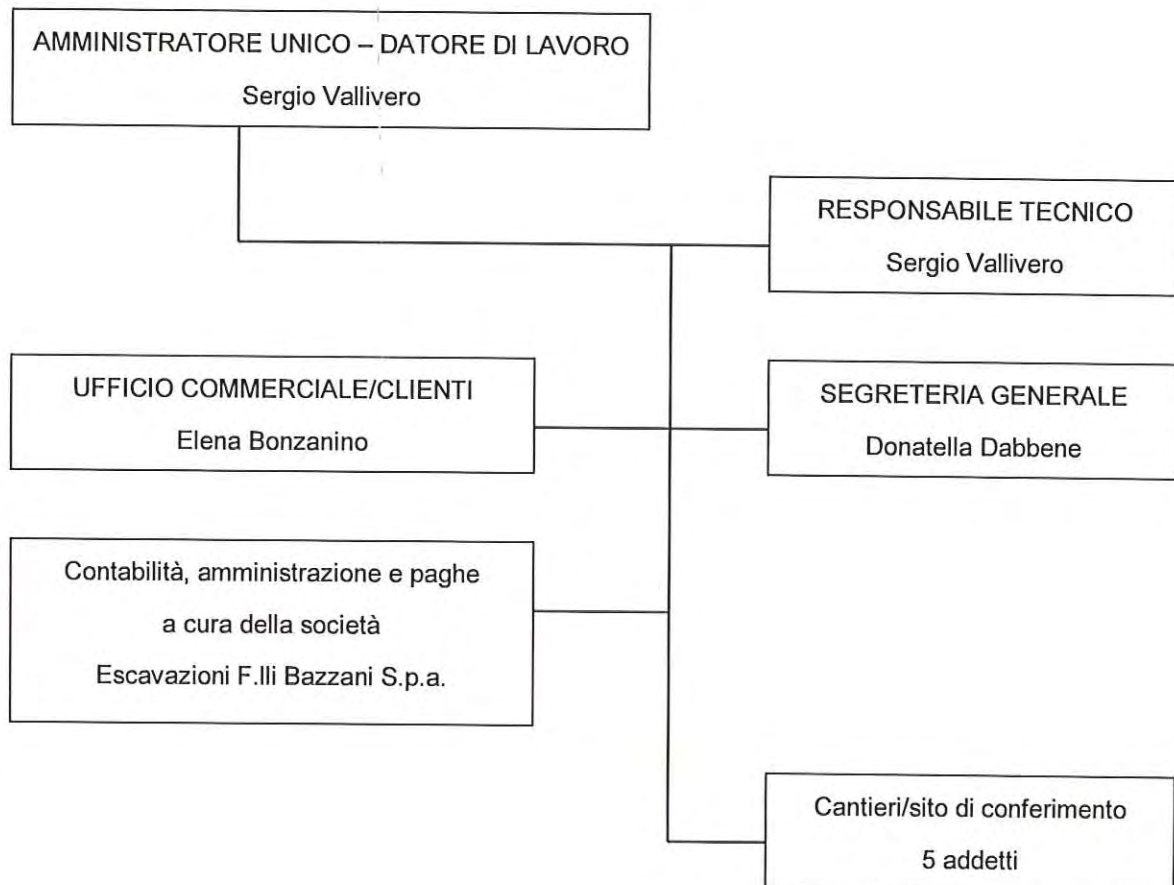 AMMINISTRATORE UNICO – DATORE DI LAVORO
Sergio Vallivero
RESPONSABILE TECNICO
Sergio Vallivero
UFFICIO COMMERCIALE/CLIENTI
Elena Bonzanino
SEGRETERIA GENERALE
Donatella Dabbene
Contabilità, amministrazione e paghe
a cura della società
Escavazioni F.lli Bazzani S.p.a.
Cantieri/sito di conferimento
5 addetti